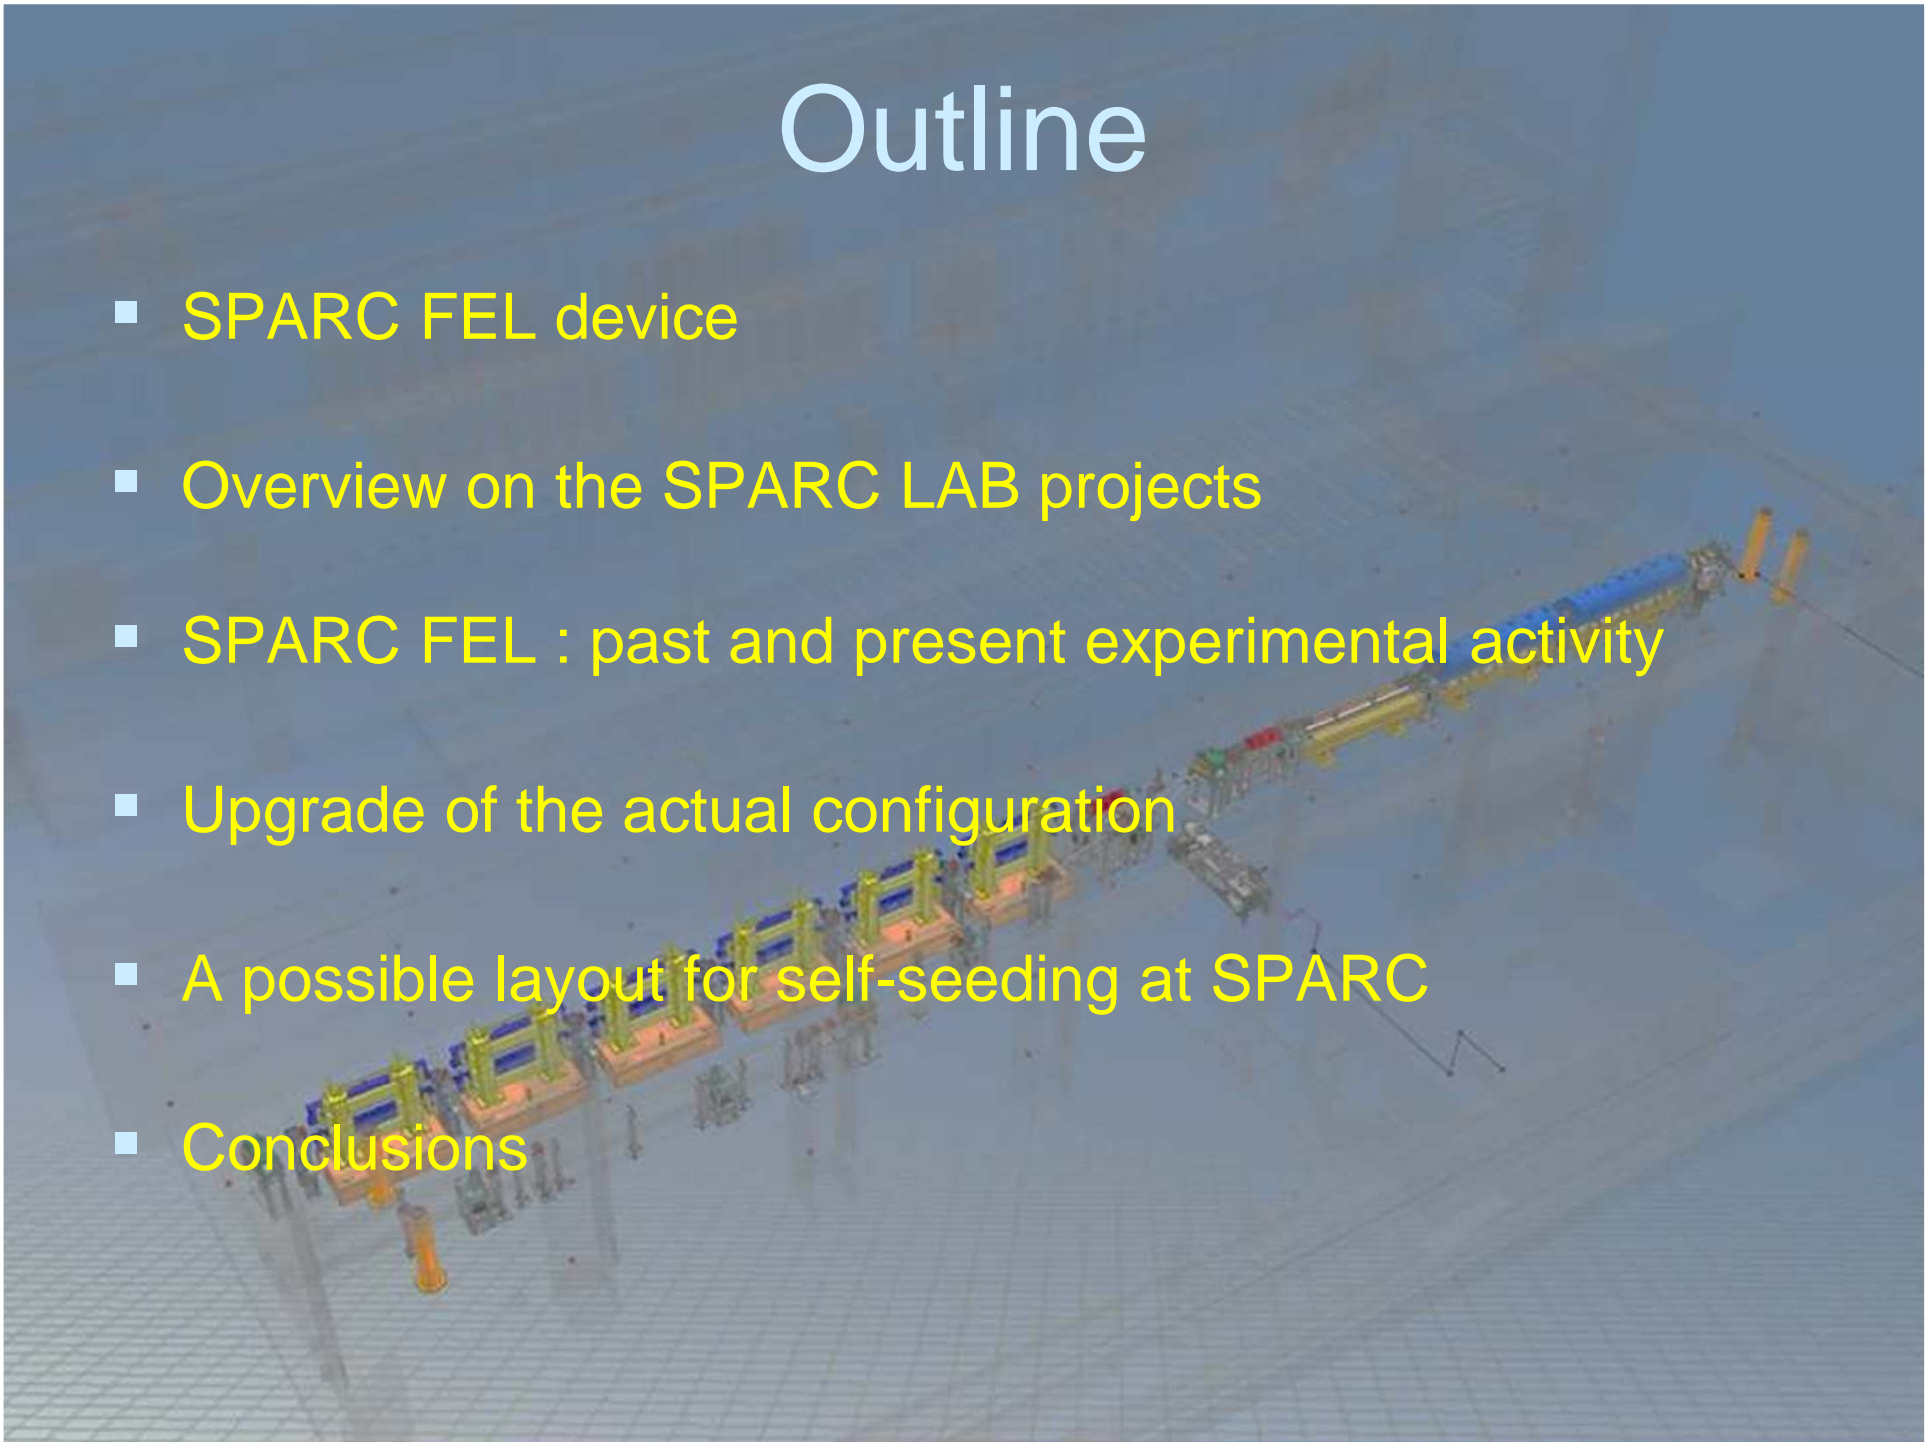 Outline
SPARC FEL device
Overview on the SPARC LAB projects
SPARC FEL : past and present experimental activity
Upgrade of the actual configuration
A possible layout for self-seeding at SPARC
Conclusions